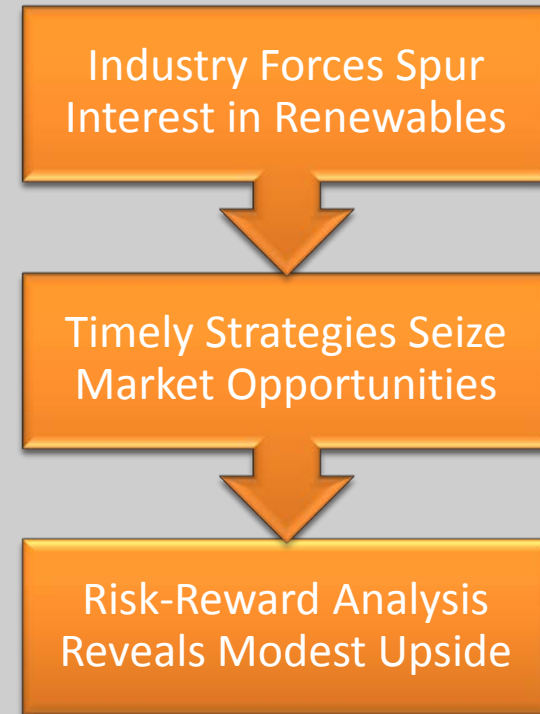 Industry Forces Spur
Interest in Renewables
Timely Strategies Seize
Market Opportunities
Risk-Reward Analysis
Reveals Modest Upside